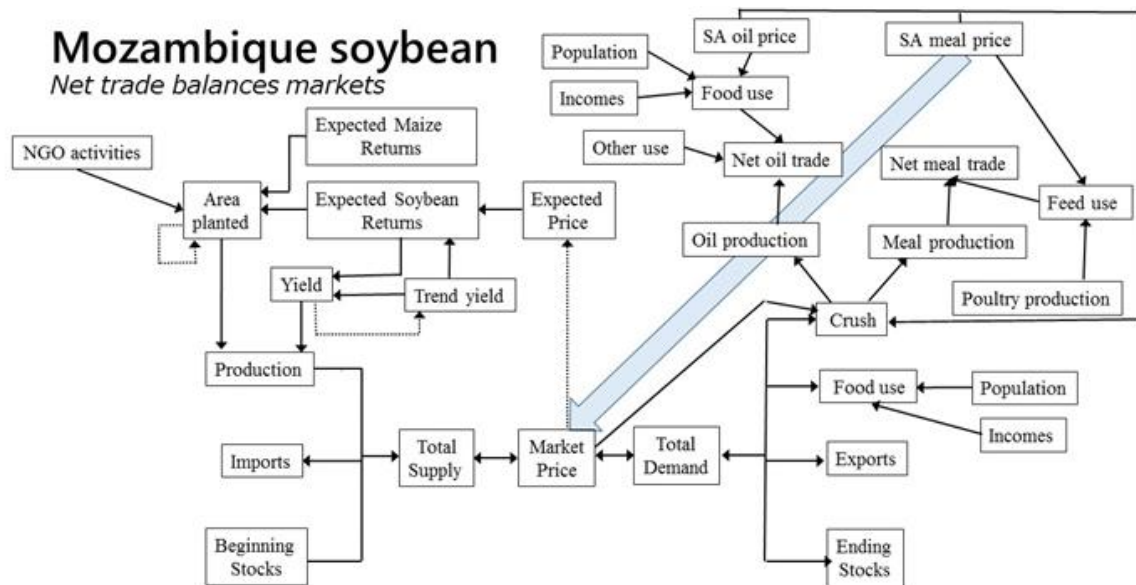 Mozambique soybean
Net trade balances markets
Population
SA oil price
SA meal price
Incomes
Food use
NGO activities
Expected Maize
Returns
Other use
Net oil trade
Net meal trade
Area
planted
Expected Soybean
Returns
Expected
Price
Feed use
Oil production
Meal production
Yield
Trend yield
Poultry production
Crush
Production
Food use
Population
Incomes
Imports
Total
Supply
Market
Price
Total
Demand
Exports
Beginning
Stocks
Ending
Stocks